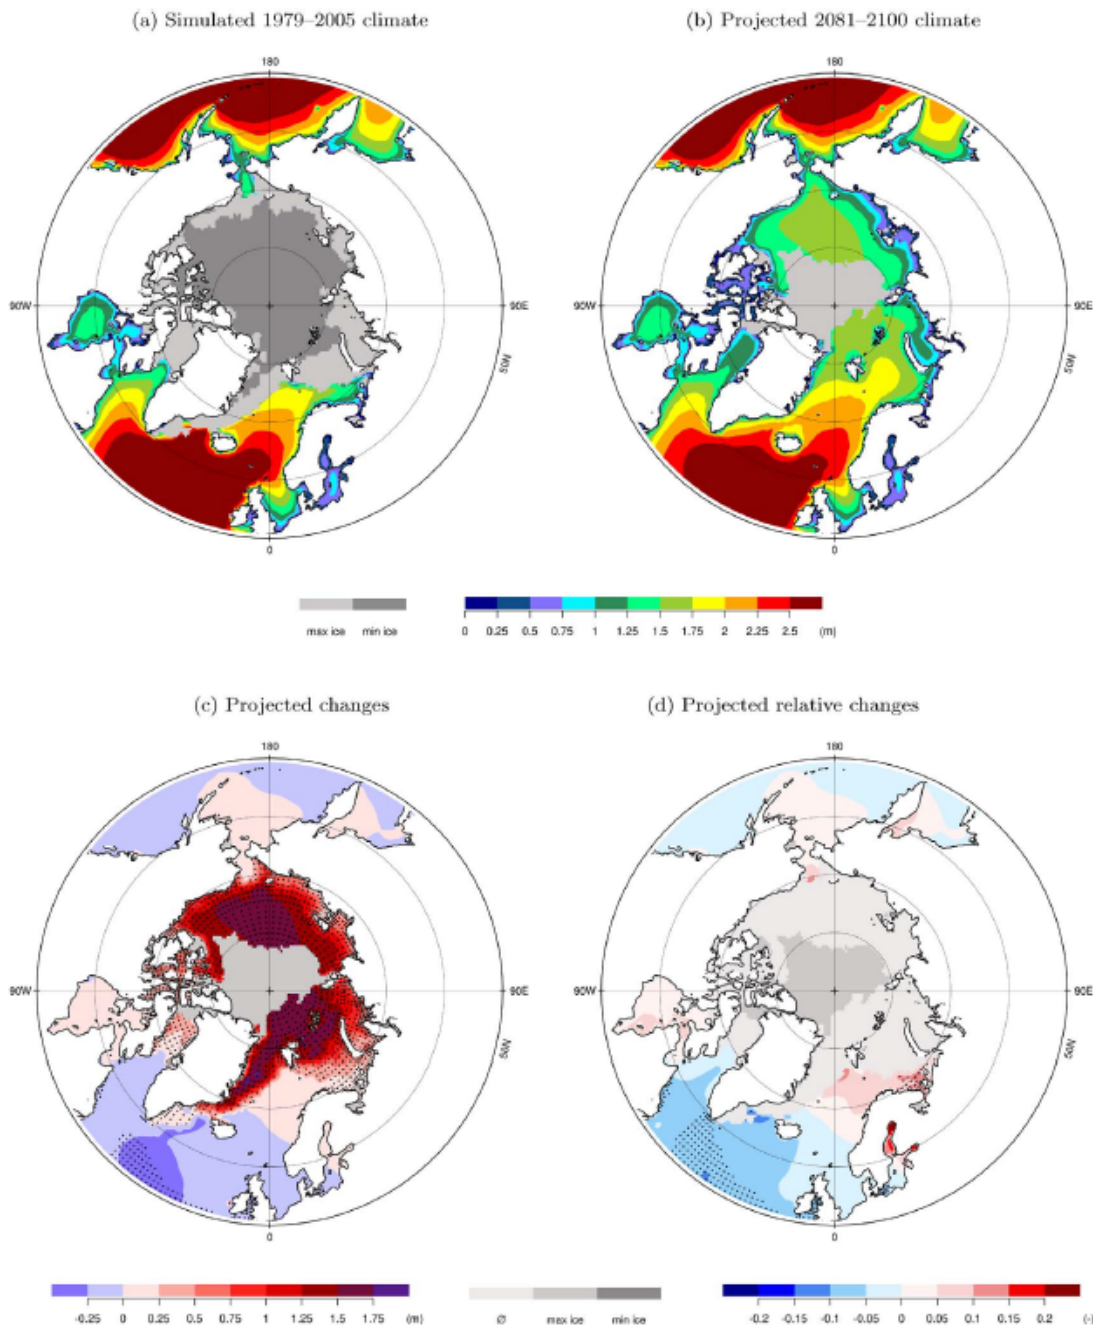 (a) Simulated 1979–2005 climate
(b) Projected 2081–2100 climate
180
180
90W
90E
90W
90E
50N
50N
0
0
max ice min ice
0 0.25 0.5 0.75 1 1.25 1.5 1.75 2 2.25 2.5 (m)
(c) Projected changes
(d) Projected relative changes
180
180
90W
90E
90W
90E
50N
50N
0
0
-0.25 0 0.25 0.5 0.75 1 1.25 1.5 1.75 (m)
Ø max ice min ice
-0.2 -0.15 -0.1 -0.05 0 0.05 0.1 0.15 0.2 (-)